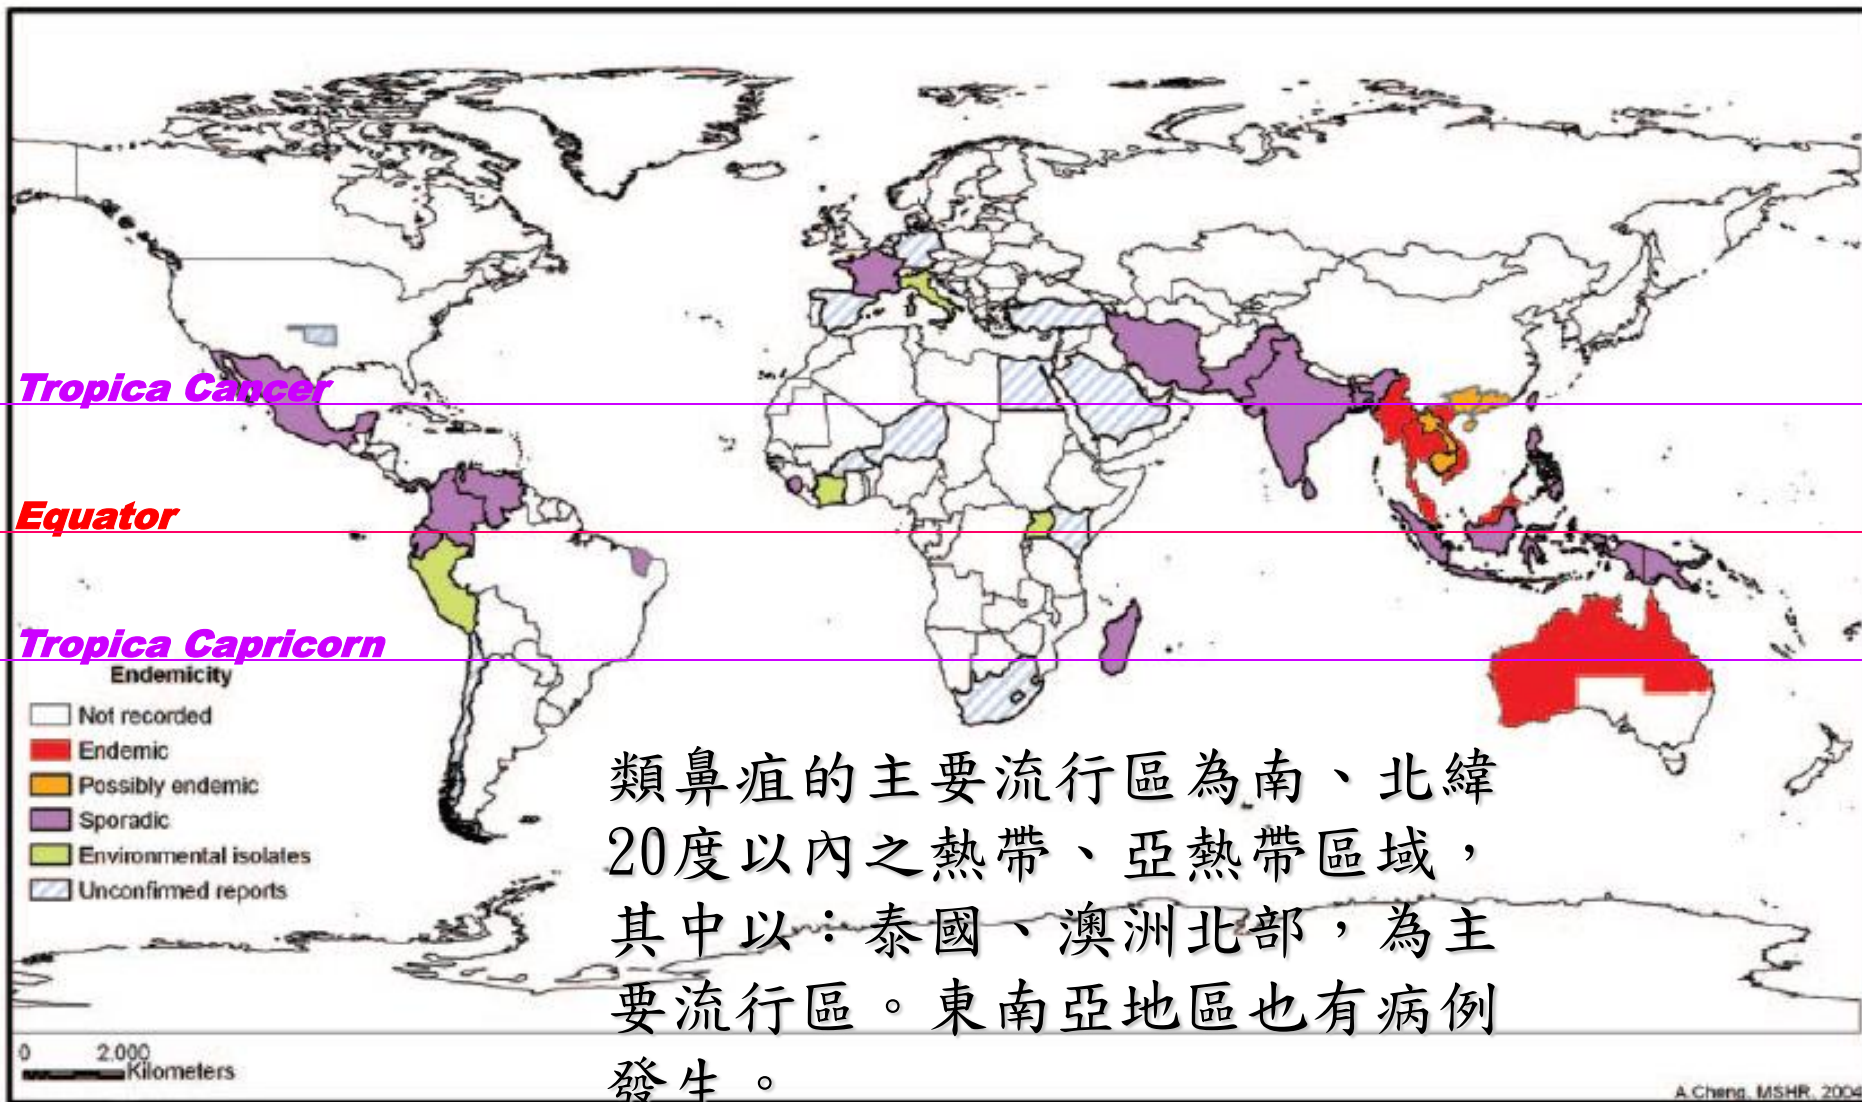 Tropica Cancer
Equator
Tropica Capricorn
Endemicity
Not recorded
Endemic
Possibly endemic
Sporadic
Environmental isolates
Unconfirmed reports
類鼻疽的主要流行區為南、北緯
20度以內之熱帶、亞熱帶區域，
其中以：泰國、澳洲北部，為主
要流行區。東南亞地區也有病例
發生。
0 2,000
Kilometers
A.Cheng, MSHR, 2004